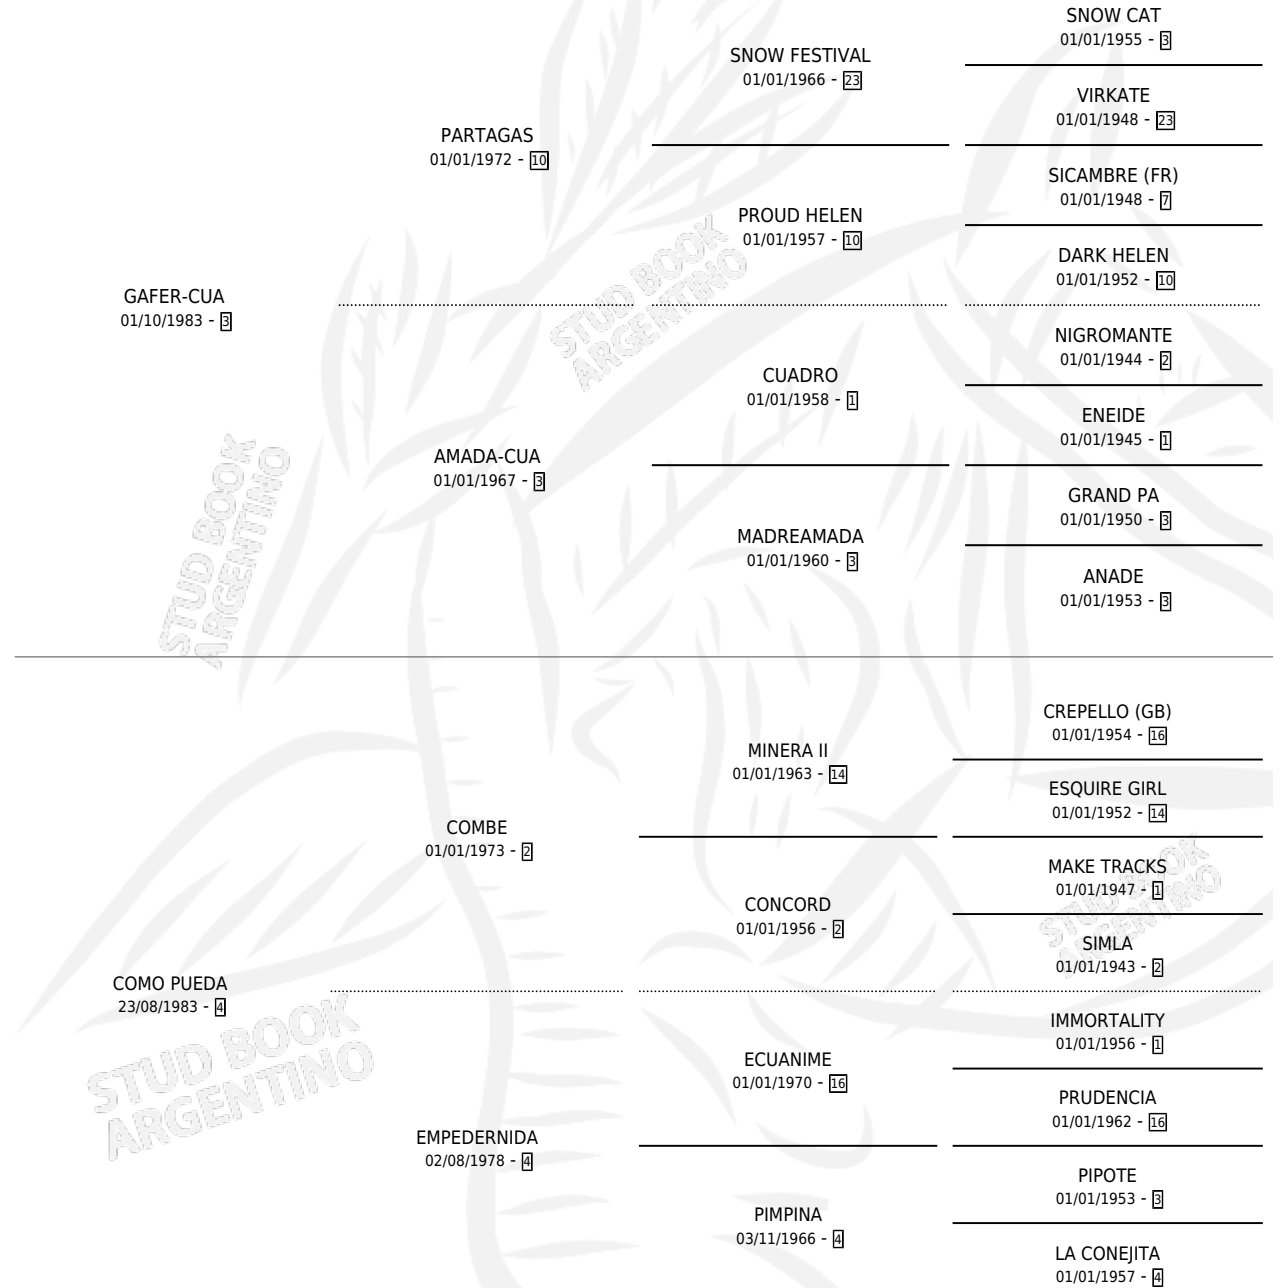 SNOW CAT
01/01/1955 - 3
SNOW FESTIVAL
01/01/1966 - 23
VIRKATE
01/01/1948 - 23
PARTAGAS
01/01/1972 - 10
SICAMBRE (FR)
01/01/1948 - 7
PROUD HELEN
01/01/1957 - 10
DARK HELEN
01/01/1952 - 10
GAFER-CUA
01/10/1983 - 3
NIGROMANTE
01/01/1944 - 2
CUADRO
01/01/1958 - 1
ENEIDE
01/01/1945 - 1
AMADA-CUA
01/01/1967 - 3
GRAND PA
01/01/1950 - 3
MADREAMADA
01/01/1960 - 3
ANADE
01/01/1953 - 3
CREPELLO (GB)
01/01/1954 - 16
MINERA II
01/01/1963 - 14
ESQUIRE GIRL
01/01/1952 - 14
COMBE
01/01/1973 - 2
MAKE TRACKS
01/01/1947 - 1
CONCORD
01/01/1956 - 2
SIMLA
01/01/1943 - 2
COMO PUEDA
23/08/1983 - 4
IMMORTALITY
01/01/1956 - 1
ECUANIME
01/01/1970 - 16
PRUDENCIA
01/01/1962 - 16
EMPEDERNIDA
02/08/1978 - 4
PIPOTE
01/01/1953 - 3
PIMPINA
03/11/1966 - 4
LA CONEJITA
01/01/1957 - 4
STUD BOOK
ARGENTINO
STUD BOOK
ARGENTINO
STUD BOOK
ARGENTINO
STUD BOOK
ARGENTINO